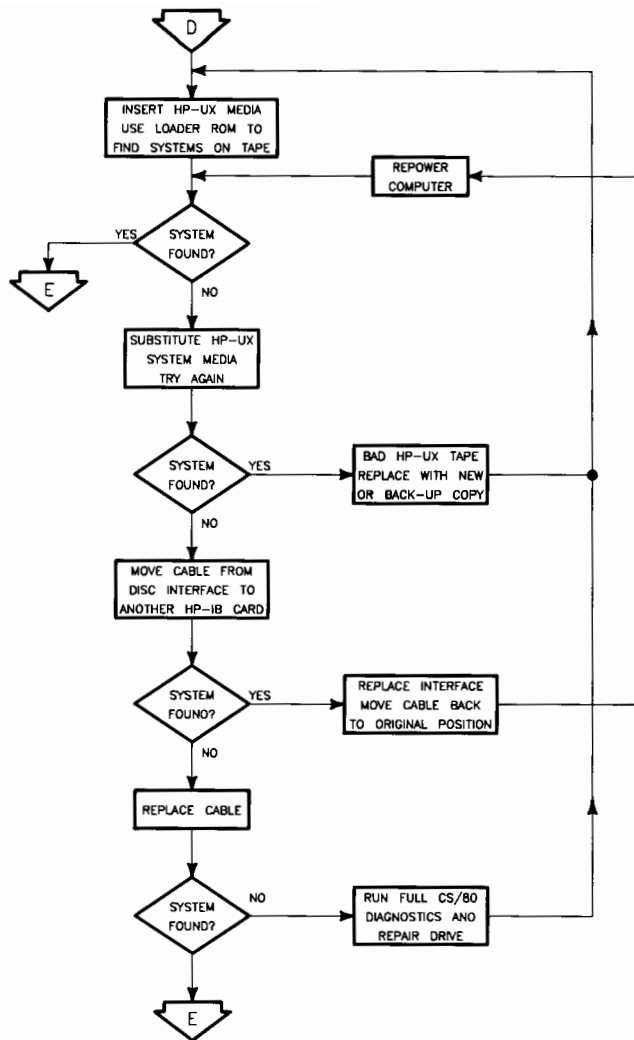 D
INSERT HP-UX MEDIA
USE LOADER ROM TO
FIND SYSTEMS ON TAPE
REPOWER
COMPUTER
SYSTEM
FOUND?
YES
E
NO
SUBSTITUTE HP-UX
SYSTEM MEDIA
TRY AGAIN
SYSTEM
FOUND?
YES
BAD HP-UX TAPE
REPLACE WITH NEW
OR BACK-UP COPY
NO
MOVE CABLE FROM
DISC INTERFACE TO
ANOTHER HP-IB CARD
SYSTEM
FOUND?
YES
REPLACE INTERFACE
MOVE CABLE BACK
TO ORIGINAL POSITION
NO
REPLACE CABLE
SYSTEM
FOUND?
NO
RUN FULL CS/80
DIAGNOSTICS AND
REPAIR DRIVE
E